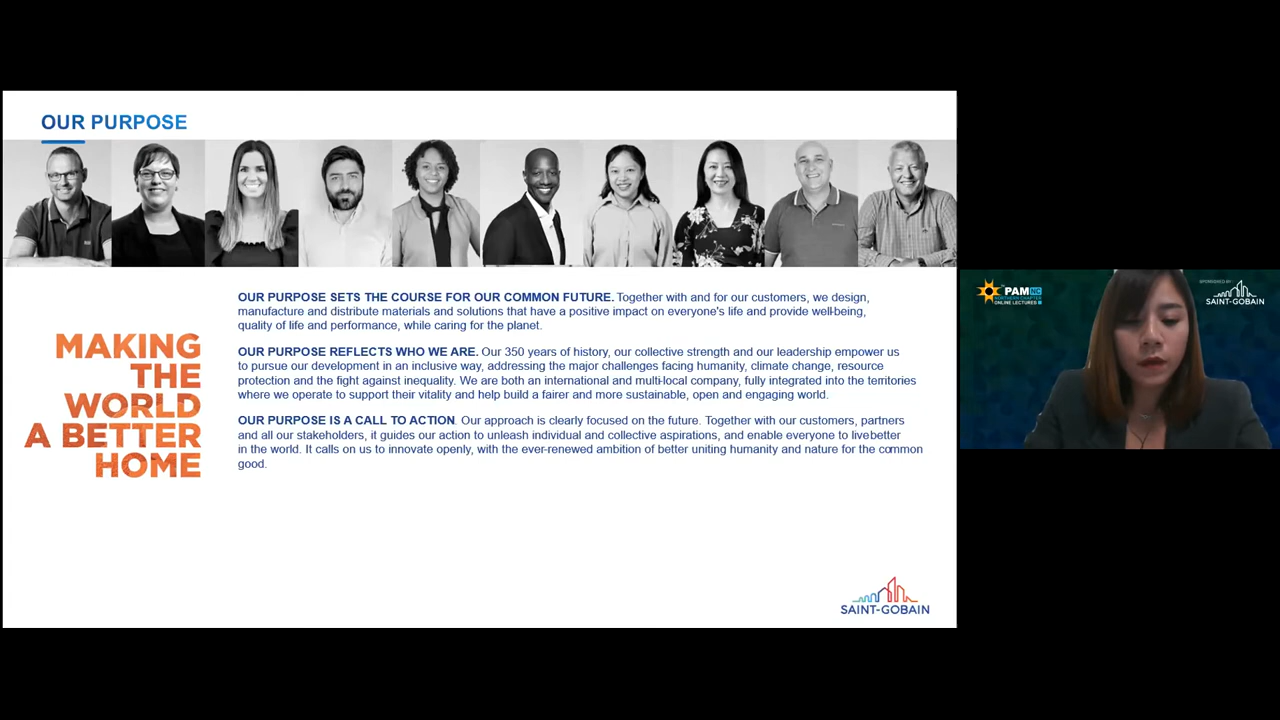 OUR PURPOSE
OUR PURPOSE SETS THE COURSE FOR OUR COMMON FUTURE. Together with and for our customers, we design,
manufacture and distribute materials and solutions that have a positive impact on everyone's life and provide well-being,
quality of life and performance, while caring for the planet.
OUR PURPOSE REFLECTS WHO WE ARE. Our 350 years of history, our collective strength and our leadership empower us
to pursue our development in an inclusive way, addressing the major challenges facing humanity, climate change, resource
protection and the fight against inequality. We are both an international and multi-local company, fully integrated into the territories
where we operate to support their vitality and help build a fairer and more sustainable, open and engaging world.
OUR PURPOSE IS A CALL TO ACTION. Our approach is clearly focused on the future. Together with our customers, partners
and all our stakeholders, it guides our action to unleash individual and collective aspirations, and enable everyone to live better
in the world. It calls on us to innovate openly, with the ever-renewed ambition of better uniting humanity and nature for the common
good.
MAKING
THE
WORLD
A BETTER
HOME
SAINT-GOBAIN
PAM NC
NORTHERN CHAPTER
ONLINE LECTURES
SPONSORED BY
SAINT-GOBAIN